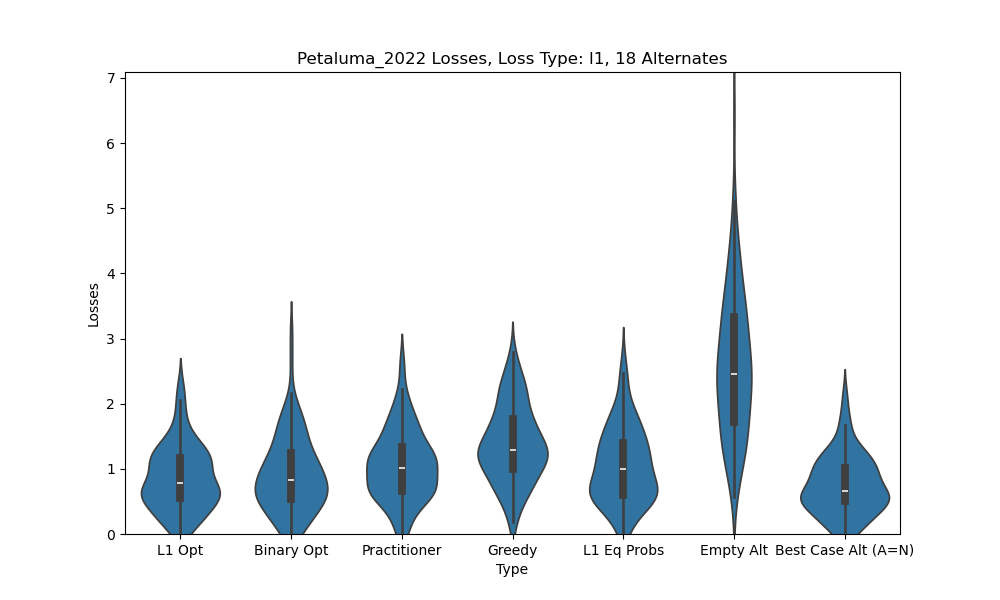 Petaluma_2022 Losses, Loss Type: l1, 18 Alternates
7
6
5
4
3
2
1
0
Losses
L1 Opt Binary Opt Practitioner Greedy L1 Eq Probs Empty Alt Best Case Alt (A=N)
Type